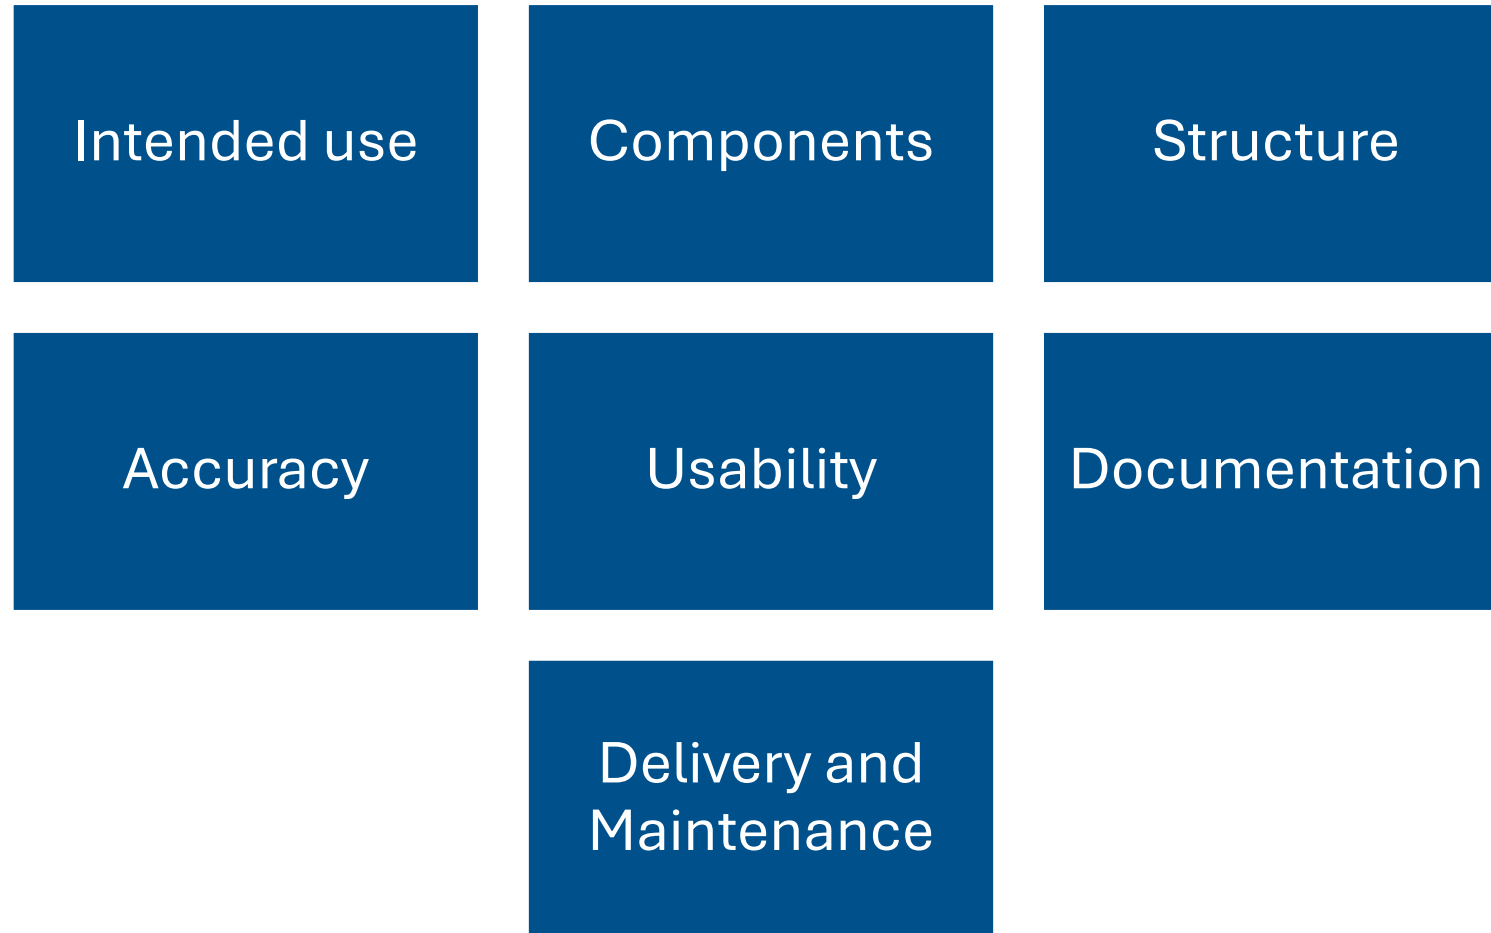 Intended use
Components
Structure
Accuracy
Usability
Documentation
Delivery and
Maintenance